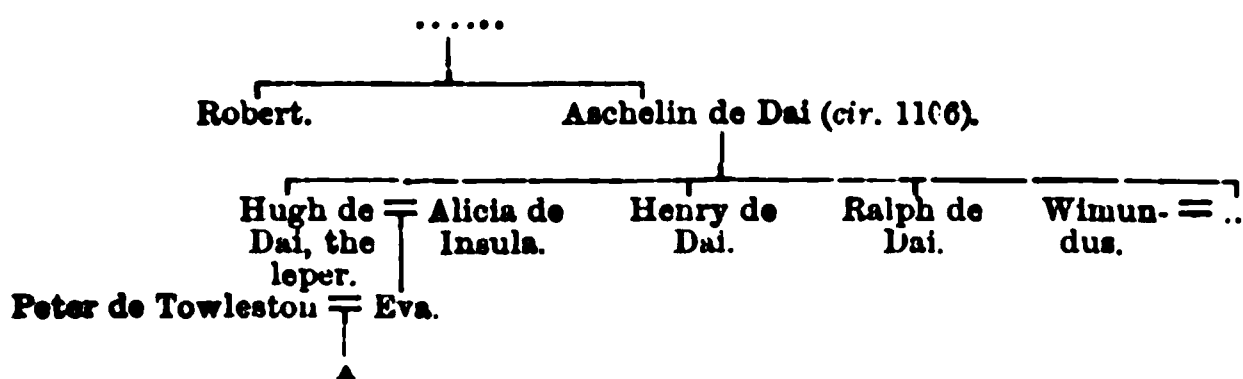 ......
Robert. Aschelin de Dai (cir. 1106).
Hugh de = Alicia de Henry de Ralph de Wimun- = ..
Dai, the Insula. Dai. Dai. dus.
leper.
Peter de Towleston = Eva.